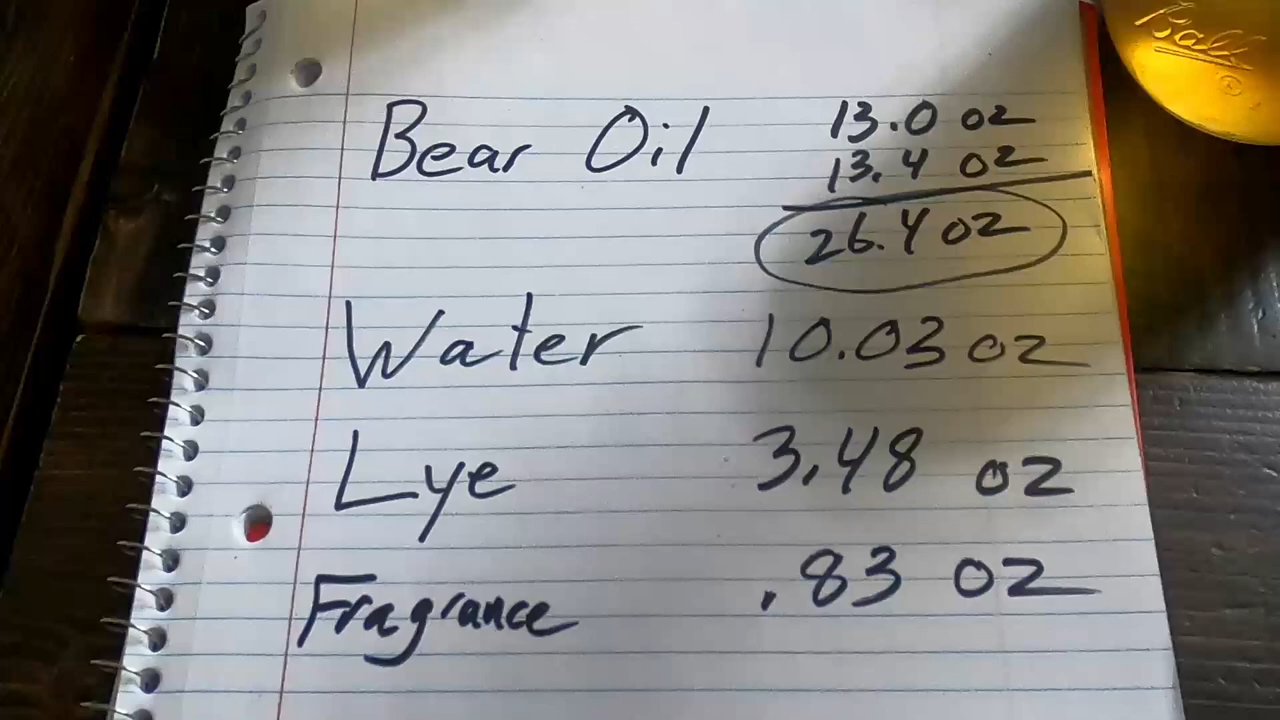 Ball
®
Bear Oil 13.0 oz
13.4 oz
26.4 oz
Water 10.03 oz
Lye 3.48 oz
Fragrance .83 oz